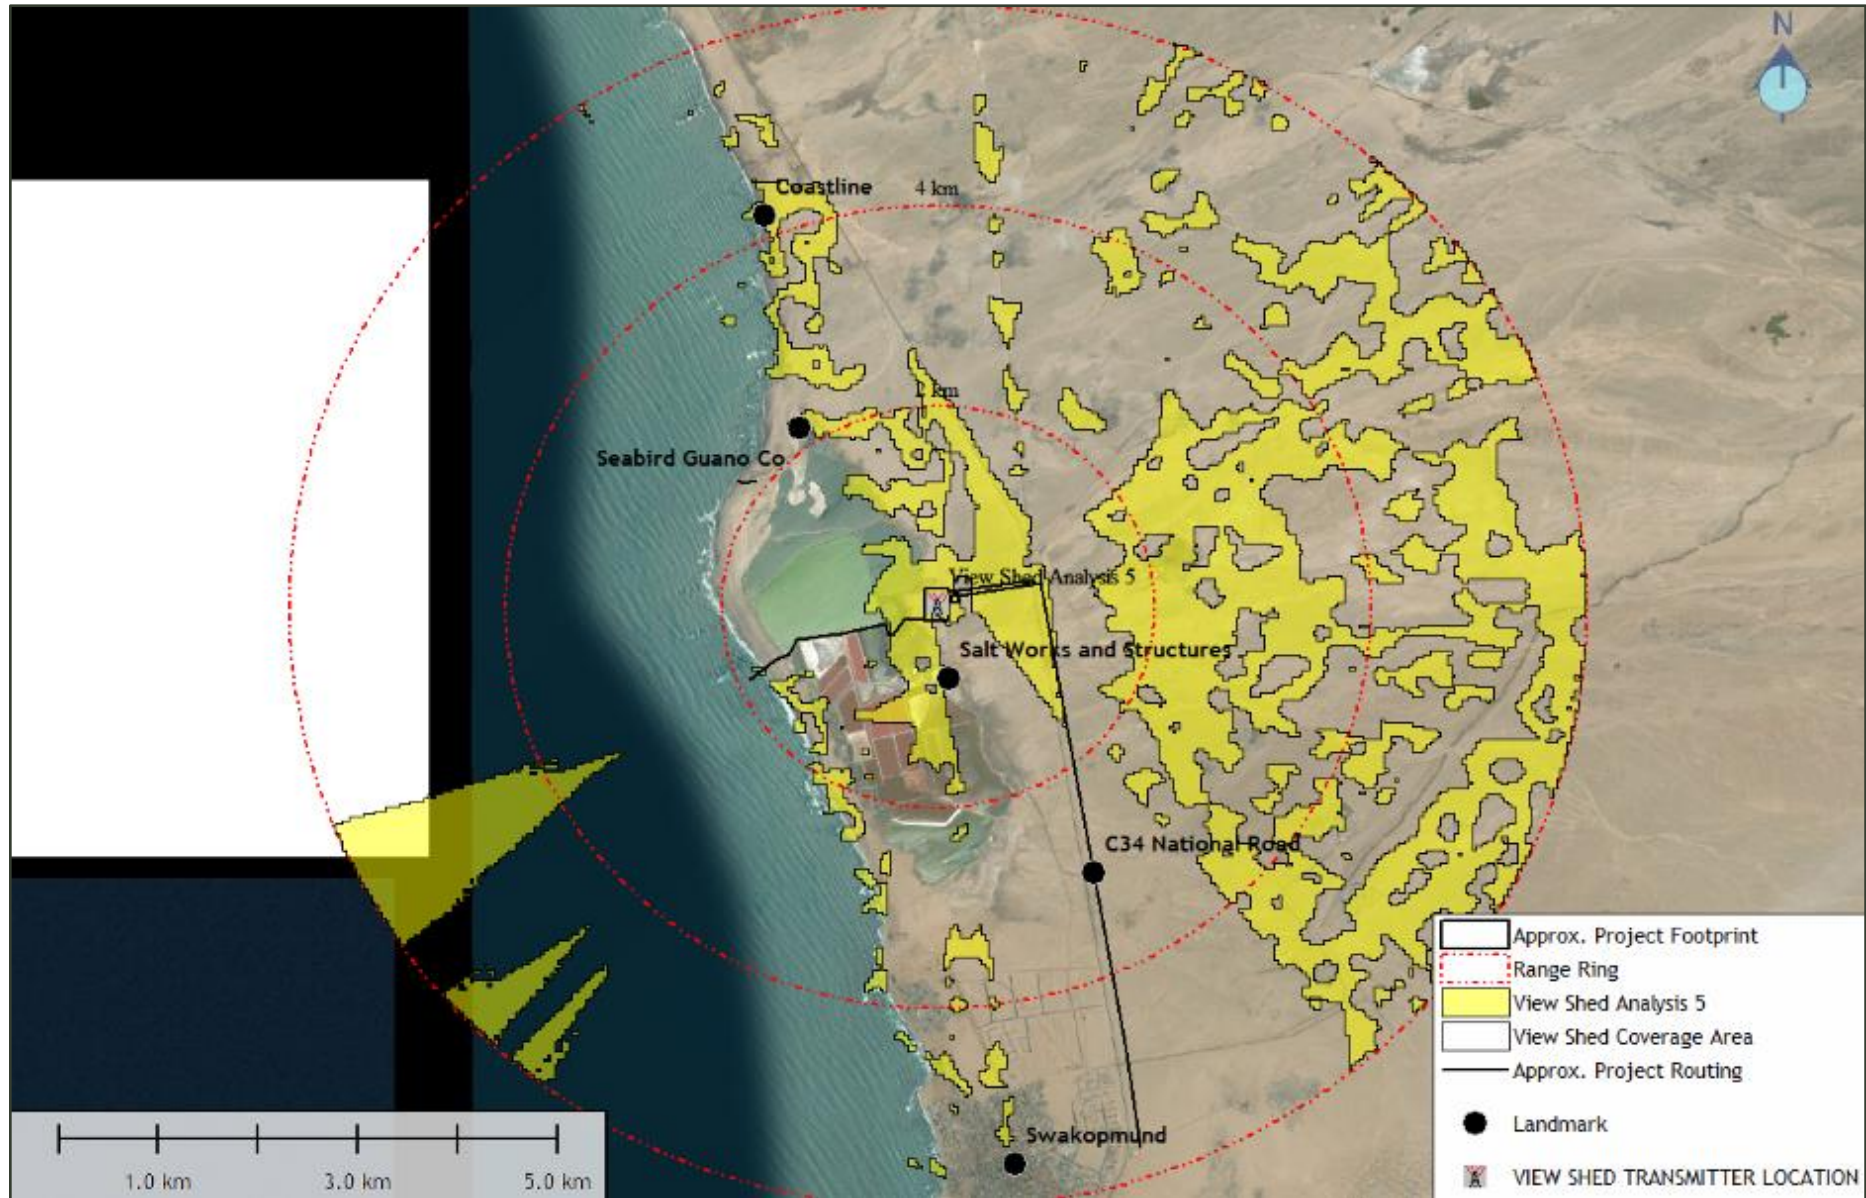 N
Coastline
4 km
2 km
Seabird Guano Co.
View Shed Analysis 5
Salt Works and Structures
C34 National Road
Swakopmund
1.0 km
3.0 km
5.0 km
Approx. Project Footprint
Range Ring
View Shed Analysis 5
View Shed Coverage Area
Approx. Project Routing
Landmark
VIEW SHED TRANSMITTER LOCATION